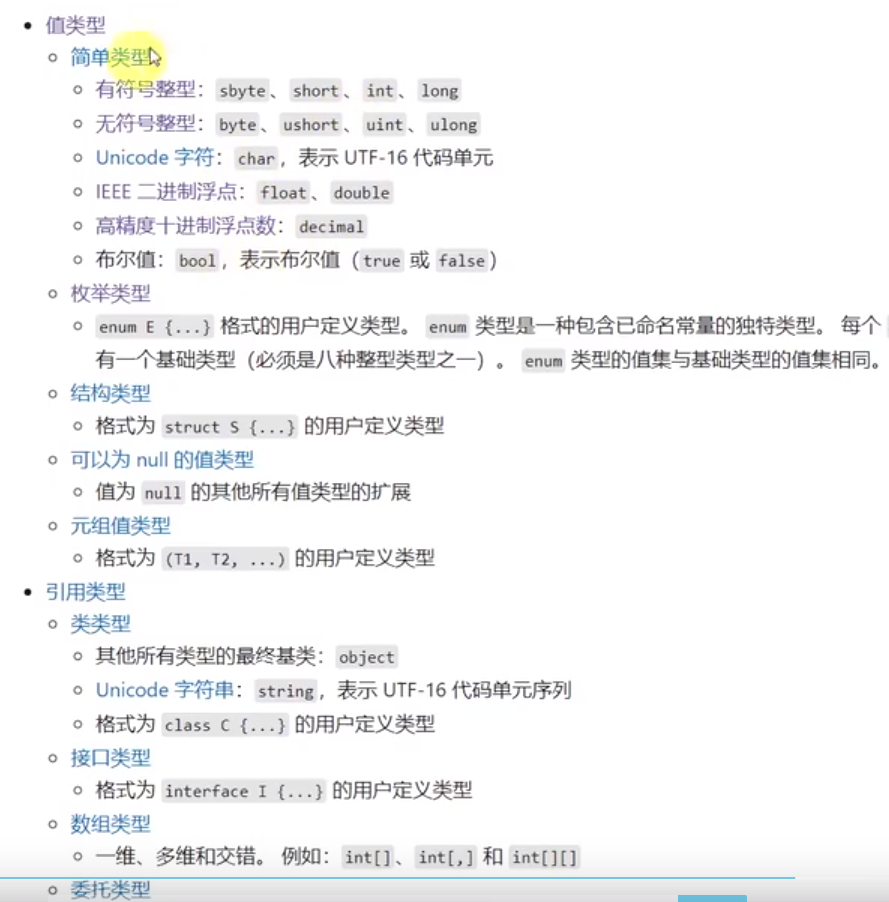 值类型
简单类型
有符号整型：sbyte、short、int、long
无符号整型：byte、ushort、uint、ulong
Unicode 字符：char，表示 UTF-16 代码单元
IEEE 二进制浮点：float、double
高精度十进制浮点数：decimal
布尔值：bool，表示布尔值（true 或 false）
枚举类型
enum E {...} 格式的用户定义类型。 enum 类型是一种包含已命名常量的独特类型。 每个
有一个基础类型（必须是八种整型类型之一）。 enum 类型的值集与基础类型的值集相同。
结构类型
格式为 struct S {...} 的用户定义类型
可以为 null 的值类型
值为 null 的其他所有值类型的扩展
元组值类型
格式为 (T1, T2, ...) 的用户定义类型
引用类型
类类型
其他所有类型的最终基类：object
Unicode 字符串：string，表示 UTF-16 代码单元序列
格式为 class C {...} 的用户定义类型
接口类型
格式为 interface I {...} 的用户定义类型
数组类型
一维、多维和交错。 例如：int[]、int[,] 和 int[][]
委托类型